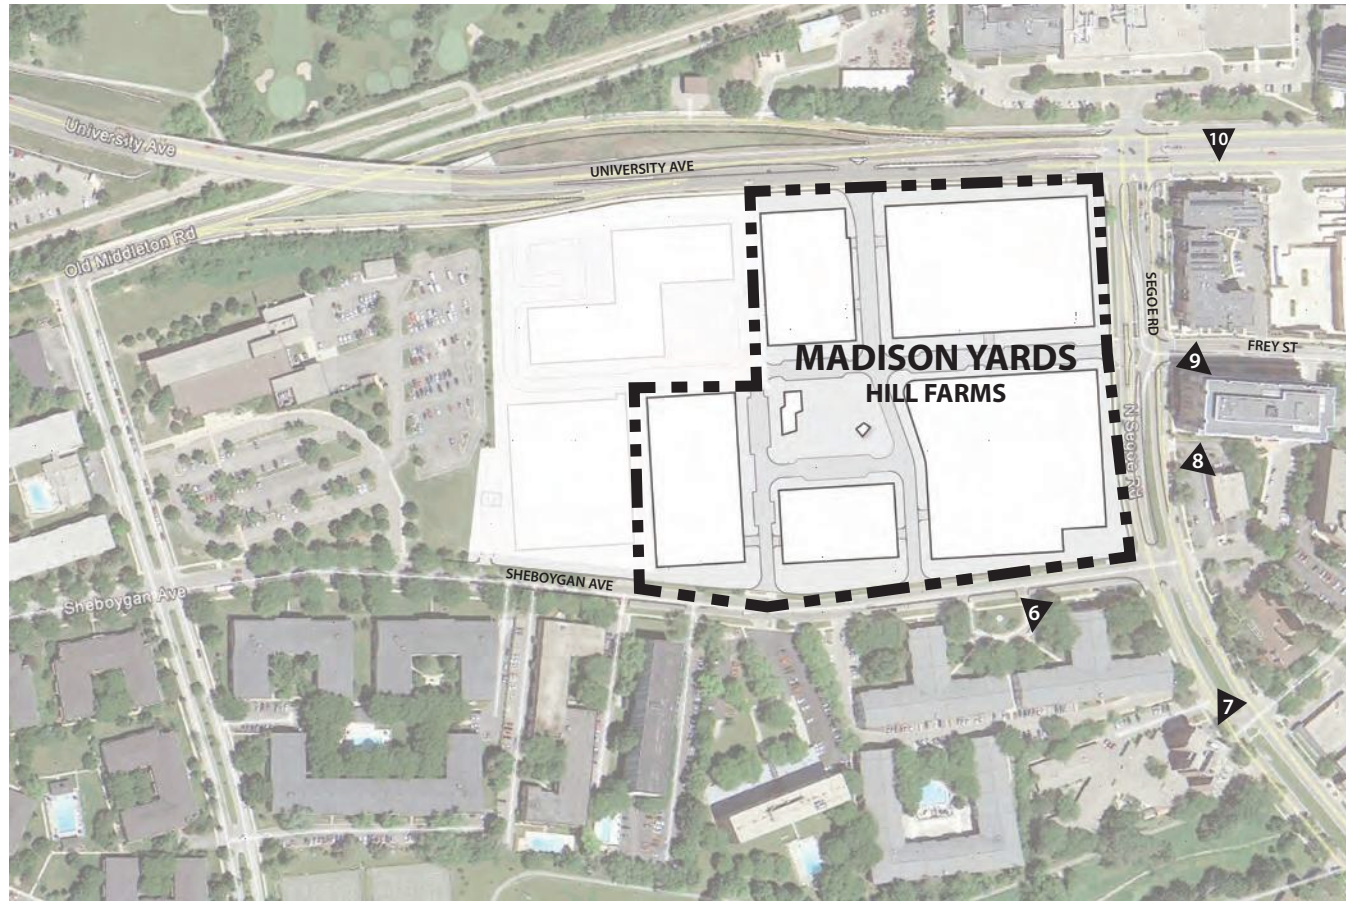 University Ave
UNIVERSITY AVE
10
Old Middleton Rd
SEGOE RD
FREY ST
MADISON YARDS
HILL FARMS
9
N Segoe Rd
8
SHEBOYGAN AVE
Sheboygan Ave
6
7